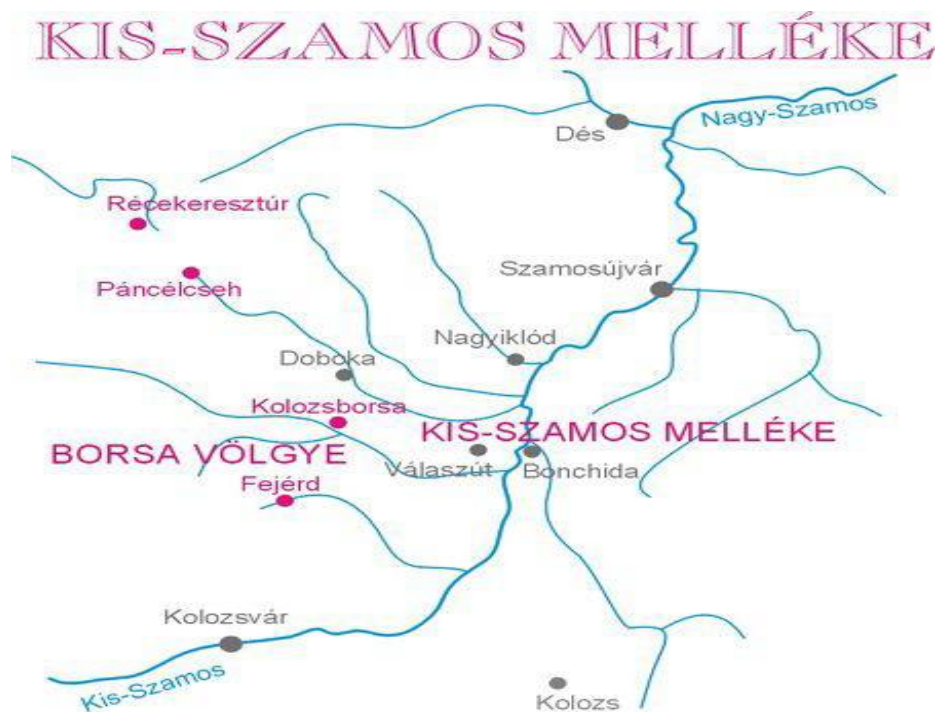 KIS-SZAMOS MELLÉKE
Nagy-Szamos
Dés
Récekeresztúr
Szamosújvár
Páncélcseh
Nagyiklód
Doboka
Kolozsborsa
KIS-SZAMOS MELLÉKE
BORSA VÖLGYE
Válaszút
Bonchida
Fejérd
Kolozsvár
Kis-Szamos
Kolozs